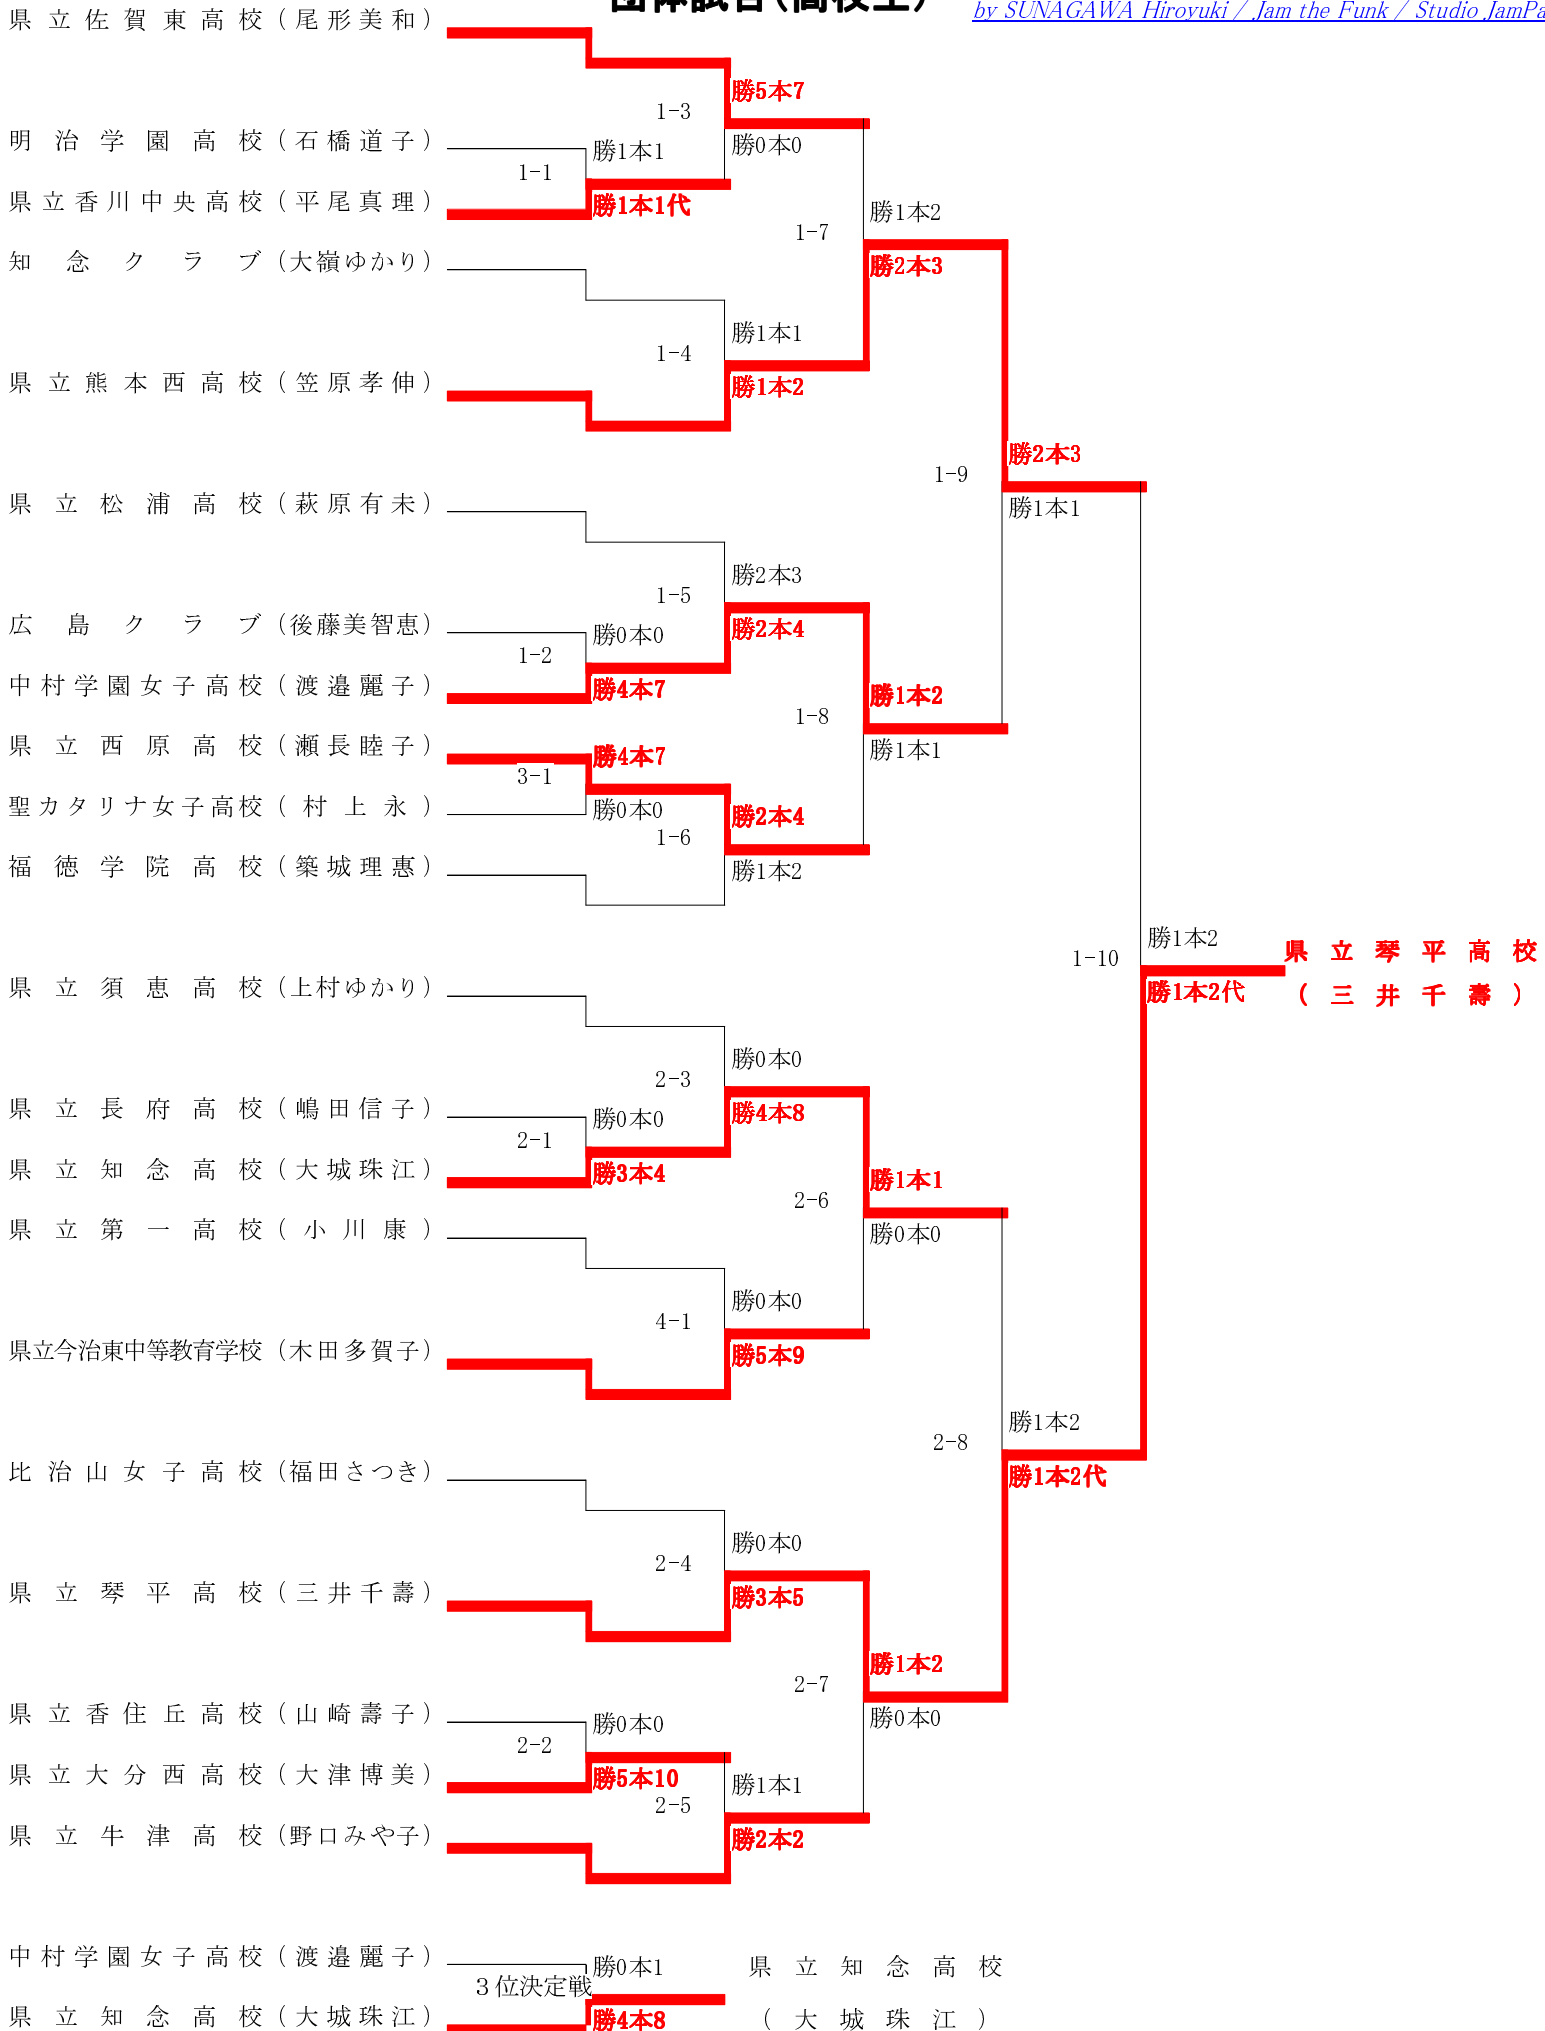 団体試合（高校生）
by SUNAGAWA Hiroyuki / Jam the Funk / Studio JamPa
県立佐賀東高校（尾形美和）
勝5本7
1-3
勝0本0
明治学園高校（石橋道子）
勝1本1
1-1
県立香川中央高校（平尾真理）
勝1本1代
勝1本2
1-7
知念クラブ（大嶺ゆかり）
勝2本3
勝1本1
1-4
県立熊本西高校（笠原孝伸）
勝1本2
勝2本3
1-9
県立松浦高校（萩原有未）
勝1本1
勝2本3
1-5
広島クラブ（後藤美智恵）
勝0本0
勝2本4
1-2
中村学園女子高校（渡邉麗子）
勝4本7
勝1本2
1-8
県立西原高校（瀬長睦子）
勝4本7
勝1本1
3-1
聖カタリナ女子高校（村上永）
勝0本0
勝2本4
1-6
福徳学院高校（築城理惠）
勝1本2
勝1本2
県立琴平高校
1-10
県立須恵高校（上村ゆかり）
勝1本2代
（三井千壽）
勝0本0
2-3
県立長府高校（嶋田信子）
勝0本0
勝4本8
2-1
県立知念高校（大城珠江）
勝3本4
勝1本1
2-6
県立第一高校（小川康）
勝0本0
勝0本0
4-1
県立今治東中等教育学校（木田多賀子）
勝5本9
勝1本2
2-8
比治山女子高校（福田さつき）
勝1本2代
勝0本0
2-4
県立琴平高校（三井千壽）
勝3本5
勝1本2
2-7
県立香住丘高校（山崎壽子）
勝0本0
勝0本0
2-2
県立大分西高校（大津博美）
勝5本10
勝1本1
2-5
県立牛津高校（野口みや子）
勝2本2
中村学園女子高校（渡邉麗子）
勝0本1
県立知念高校
３位決定戦
県立知念高校（大城珠江）
勝4本8
（大城珠江）